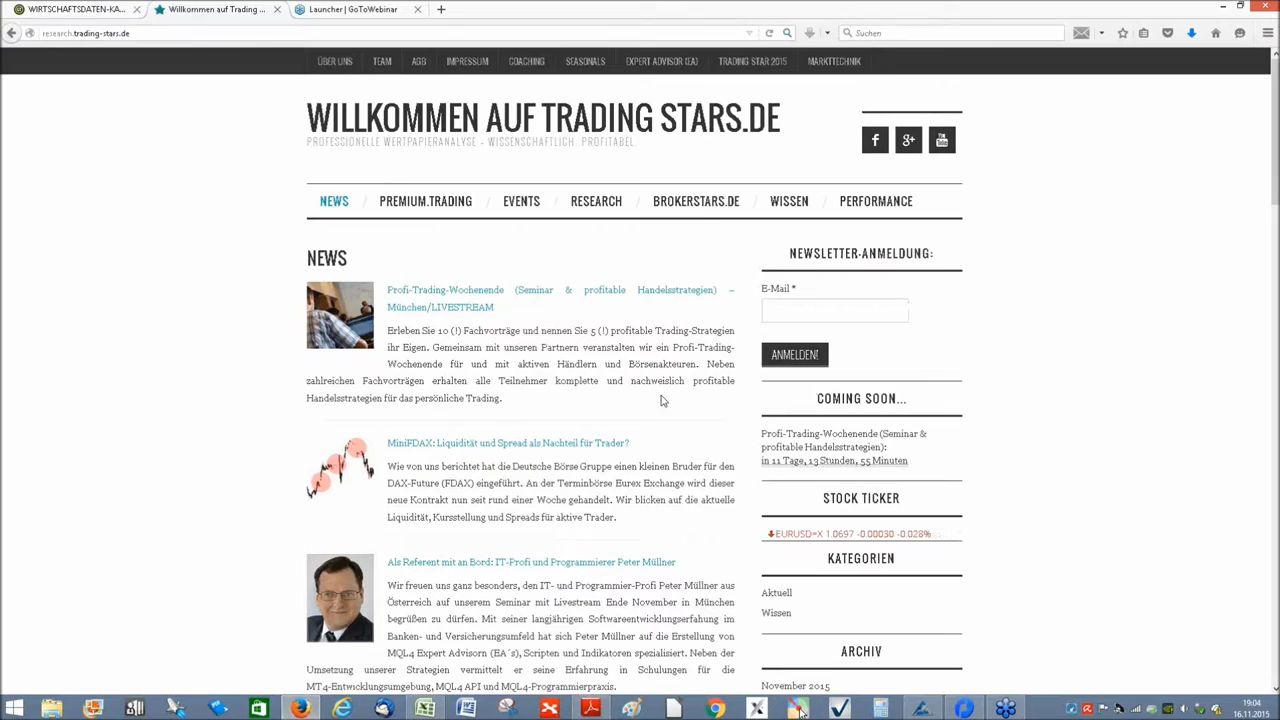 WIRTSCHAFTSDATEN-KA...
Willkommen auf Trading ...
Launcher | GoToWebinar
research.trading-stars.de
Suchen
ÜBER UNS TEAM AGB IMPRESSUM COACHING SEASONALS EXPERT ADVISOR (EA) TRADING STAR 2015 MARKTTECHNIK
WILLKOMMEN AUF TRADING STARS.DE
PROFESSIONELLE WERTPAPIERANALYSE – WISSENSCHAFTLICH. PROFITABEL.
NEWS / PREMIUM.TRADING / EVENTS / RESEARCH / BROKERSTARS.DE / WISSEN / PERFORMANCE
NEWS
Profi-Trading-Wochenende (Seminar & profitable Handelsstrategien) –
München/LIVESTREAM
Erleben Sie 10 (!) Fachvorträge und nennen Sie 5 (!) profitable Trading-Strategien
ihr Eigen. Gemeinsam mit unseren Partnern veranstalten wir ein Profi-Trading-
Wochenende für und mit aktiven Händlern und Börsenakteuren. Neben
zahlreichen Fachvorträgen erhalten alle Teilnehmer komplette und nachweislich profitable
Handelsstrategien für das persönliche Trading.
MiniFDAX: Liquidität und Spread als Nachteil für Trader?
Wie von uns berichtet hat die Deutsche Börse Gruppe einen kleinen Bruder für den
DAX-Future (FDAX) eingeführt. An der Terminbörse Eurex Exchange wird dieser
neue Kontrakt nun seit rund einer Woche gehandelt. Wir blicken auf die aktuelle
Liquidität, Kursstellung und Spreads für aktive Trader.
Als Referent mit an Bord: IT-Profi und Programmierer Peter Müllner
Wir freuen uns ganz besonders, den IT- und Programmier-Profi Peter Müllner aus
Österreich auf unserem Seminar mit Livestream Ende November in München
begrüßen zu dürfen. Mit seiner langjährigen Softwareentwicklungserfahrung im
Banken- und Versicherungsumfeld hat sich Peter Müllner auf die Erstellung von
MQL4 Expert Advisorn (EA´s), Scripten und Indikatoren spezialisiert. Neben der
Umsetzung unserer Strategien vermittelt er seine Erfahrung in Schulungen für die
MT4-Entwicklungsumgebung, MQL4 API und MQL4-Programmierpraxis.
NEWSLETTER-ANMELDUNG:
E-Mail *
ANMELDEN!
COMING SOON...
Profi-Trading-Wochenende (Seminar &
profitable Handelsstrategien):
in 11 Tage, 13 Stunden, 55 Minuten
STOCK TICKER
EURUSD=X 1.0697 -0.00030 -0.028%
KATEGORIEN
Aktuell
Wissen
ARCHIV
November 2015
19:04
16.11.2015